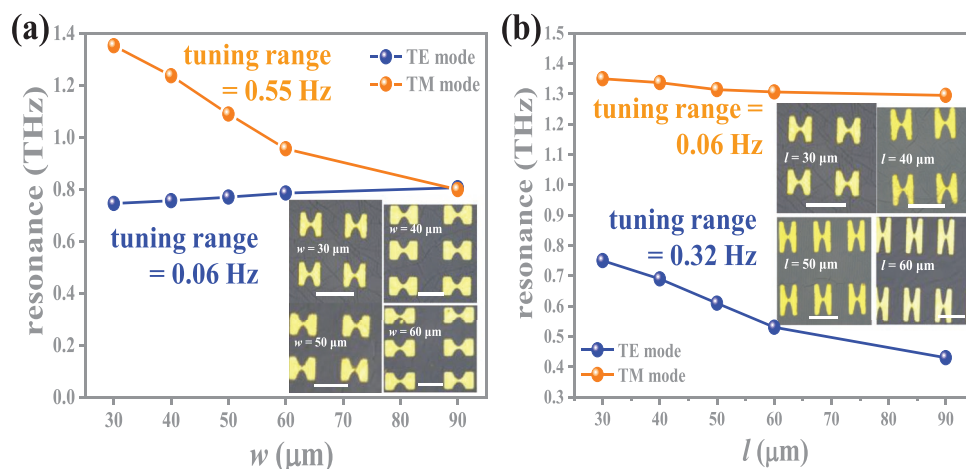 (a)
1.4
1.2
1.0
0.8
0.6
0.4
0.2
0.0
resonance (THz)
tuning range
= 0.55 Hz
TE mode
TM mode
tuning range
= 0.06 Hz
w = 30 μm
w = 40 μm
w = 50 μm
w = 60 μm
30 40 50 60 70 80 90
w (μm)
(b)
1.5
1.4
1.3
1.2
1.1
1.0
0.9
0.8
0.7
0.6
0.5
0.4
0.3
resonance (THz)
tuning range =
0.06 Hz
tuning range
= 0.32 Hz
l = 30 μm
l = 40 μm
l = 50 μm
l = 60 μm
TE mode
TM mode
30 40 50 60 70 80 90
l (μm)